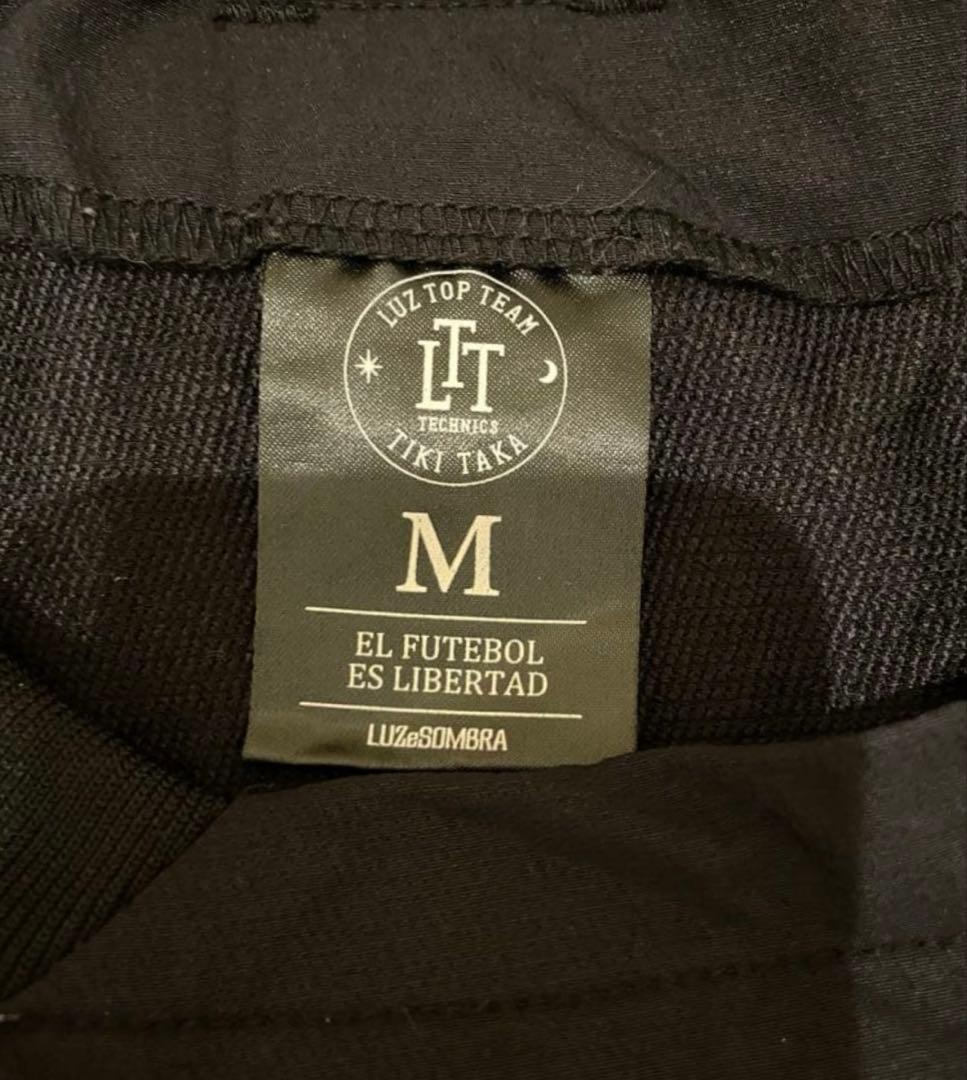 LUZ TOP TEAM
LTT
TECHNICS
TIKI TAKA
M
EL FUTEBOL
ES LIBERTAD
LUZeSOMBRA